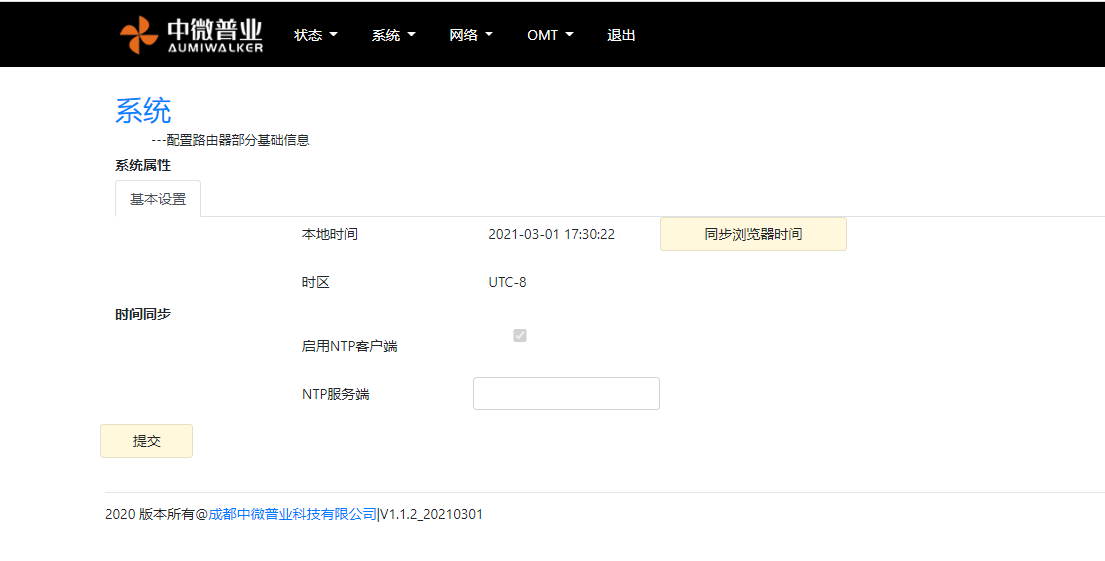 中微普业
AUMIWALKER
状态 系统 网络 OMT 退出
系统
---配置路由器部分基础信息
系统属性
基本设置
本地时间 2021-03-01 17:30:22 同步浏览器时间
时区 UTC-8
时间同步
启用NTP客户端
NTP服务端
提交
2020 版本所有@成都中微普业科技有限公司|V1.1.2_20210301